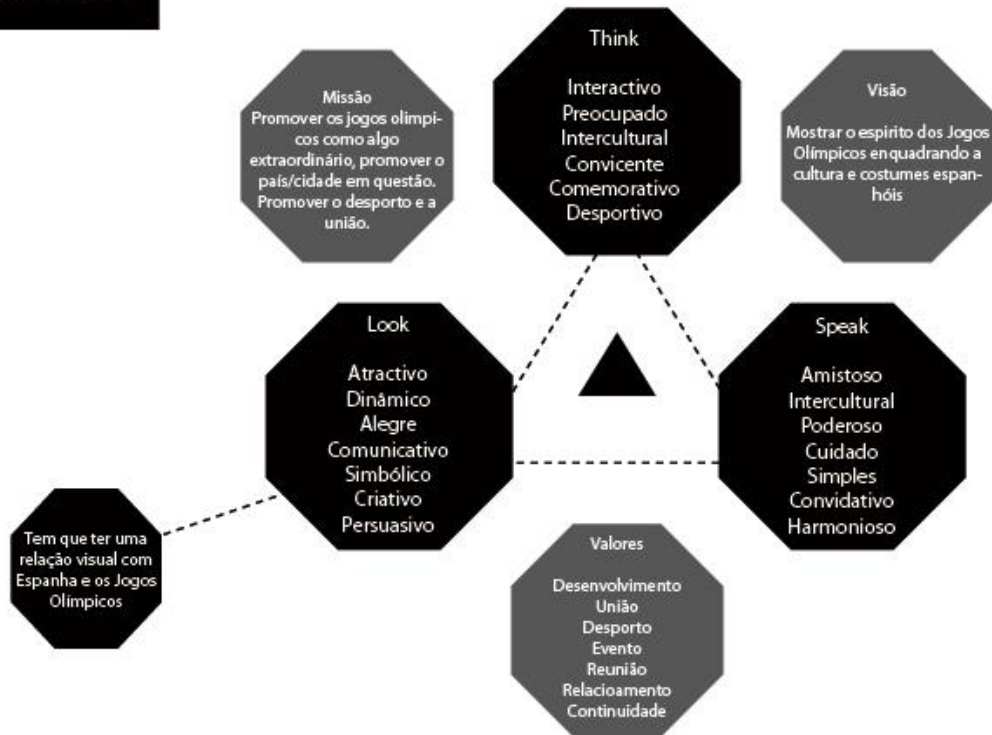 Think
Interactivo
Preocupado
Intercultural
Convicente
Comemorativo
Desportivo
Missão
Promover os jogos olimpi-
cos como algo
extraordinário, promover o
país/cidade em questão.
Promover o desporto e a
união.
Visão
Mostrar o espirito dos Jogos
Olímpicos enquadrando a
cultura e costumes espan-
hóis
Look
Atractivo
Dinâmico
Alegre
Comunicativo
Simbólico
Criativo
Persuasivo
Speak
Amistoso
Intercultural
Poderoso
Cuidado
Simples
Convidativo
Harmonioso
Tem que ter uma
relação visual com
Espanha e os Jogos
Olímpicos
Valores
Desenvolvimento
União
Desporto
Evento
Reunião
Relacioamento
Continuidade